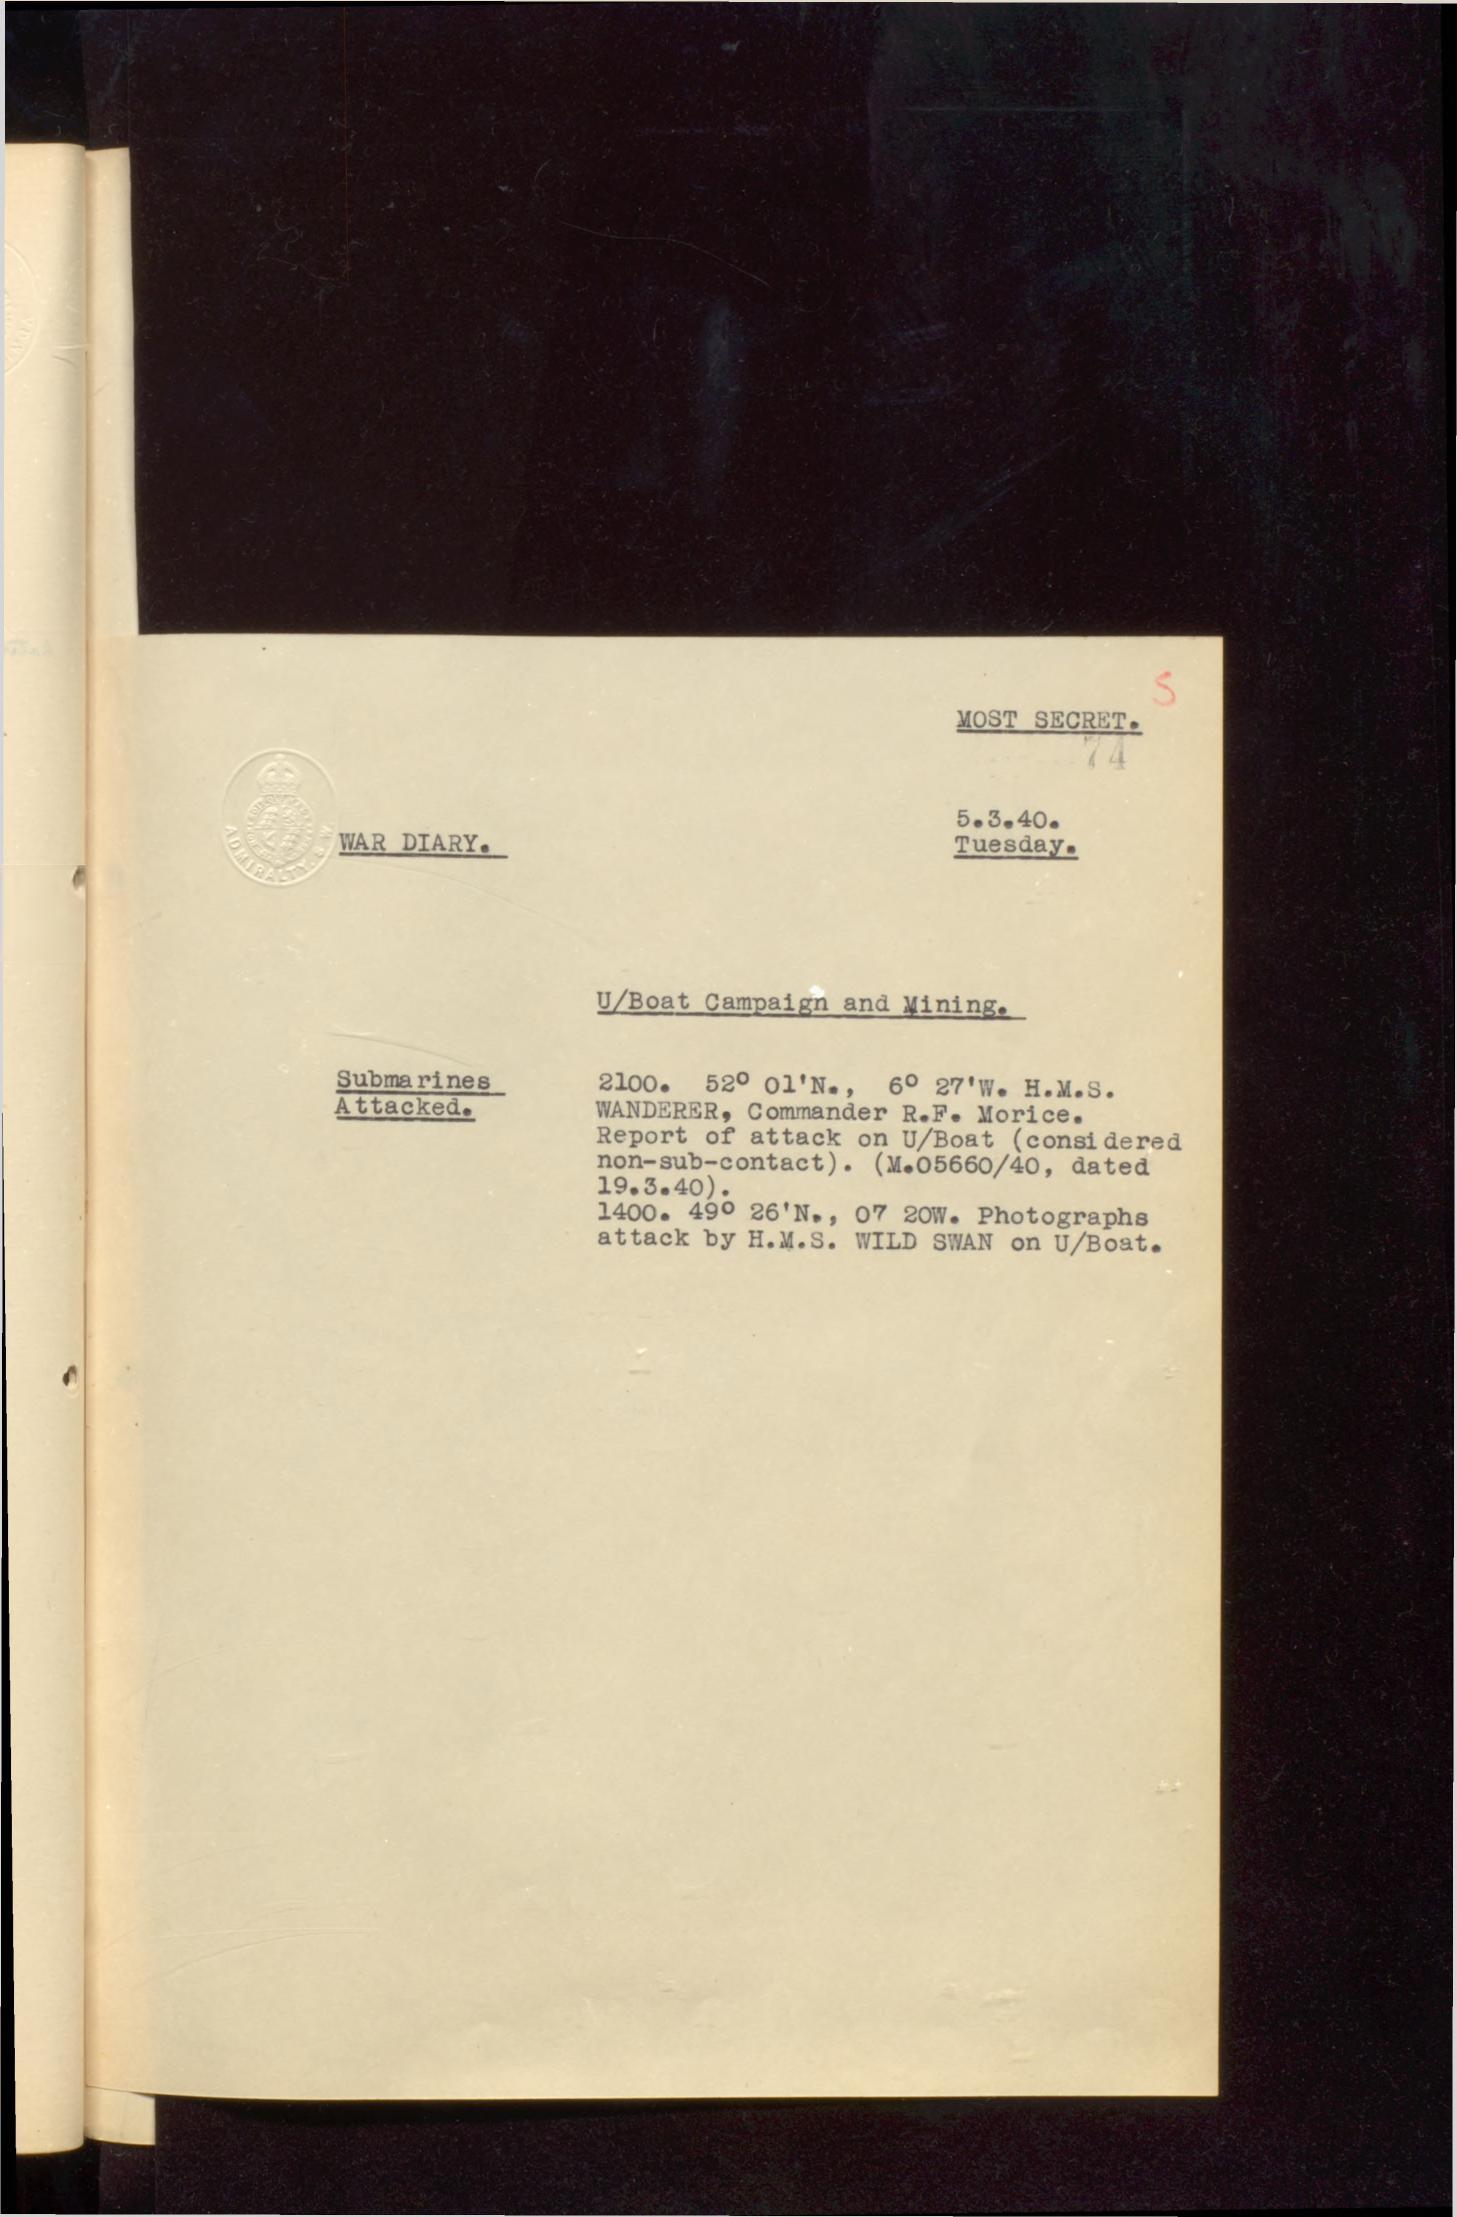 S
MOST SECRET.
74
5.3.40.
Tuesday.
ADMIRALTY. S.W.
WAR DIARY.
U/Boat Campaign and Mining.
Submarines
Attacked.
2100. 52° 01'N., 6° 27'W. H.M.S.
WANDERER, Commander R.F. Morice.
Report of attack on U/Boat (considered
non-sub-contact). (M.05660/40, dated
19.3.40).
1400. 49° 26'N., 07 20W. Photographs
attack by H.M.S. WILD SWAN on U/Boat.